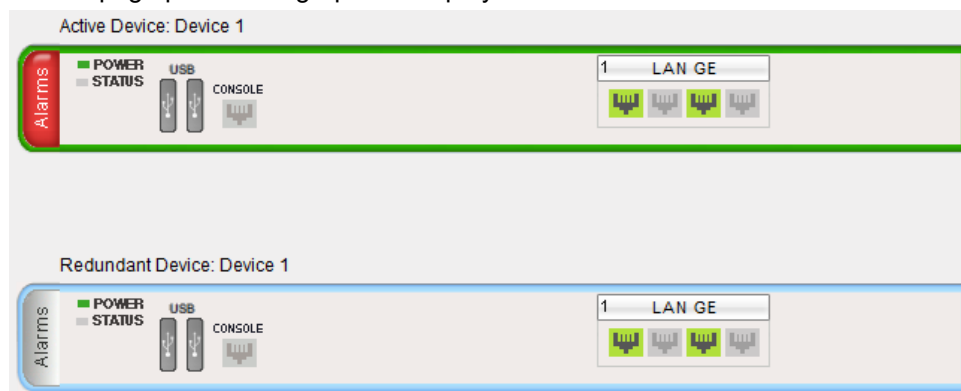 Active Device: Device 1
Alarms
POWER
STATUS
USB
CONSOLE
1 LAN GE
Redundant Device: Device 1
Alarms
POWER
STATUS
USB
CONSOLE
1 LAN GE